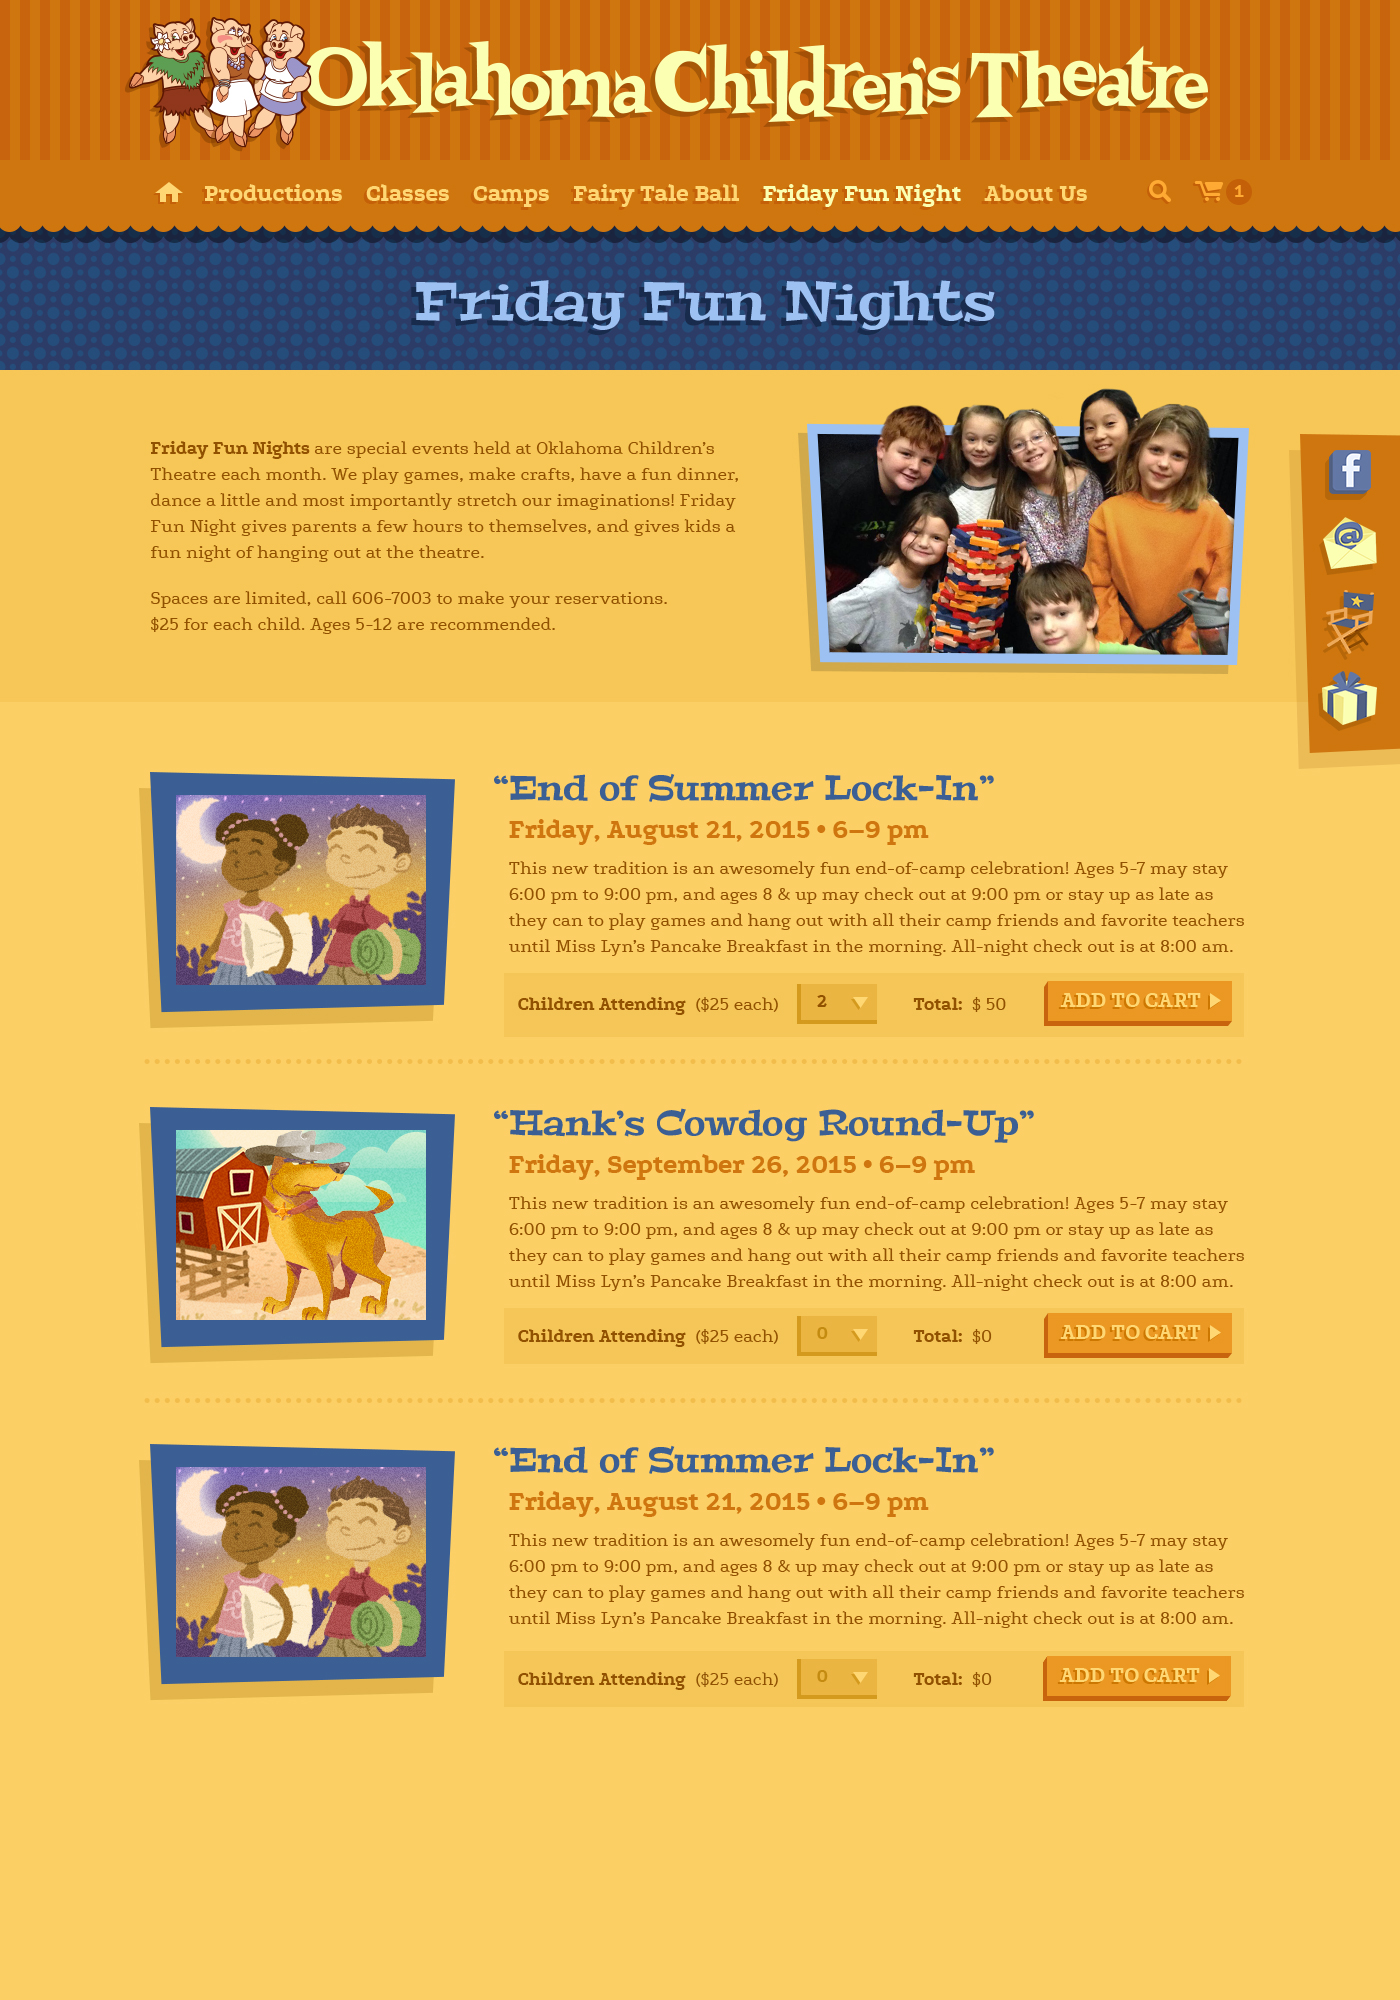 Oklahoma Children's Theatre
Productions Classes Camps Fairy Tale Ball Friday Fun Night About Us 1
Friday Fun Nights
Friday Fun Nights are special events held at Oklahoma Children's
Theatre each month. We play games, make crafts, have a fun dinner,
dance a little and most importantly stretch our imaginations! Friday
Fun Night gives parents a few hours to themselves, and gives kids a
fun night of hanging out at the theatre.
Spaces are limited, call 606-7003 to make your reservations.
$25 for each child. Ages 5-12 are recommended.
f
@
“End of Summer Lock-In”
Friday, August 21, 2015 • 6–9 pm
This new tradition is an awesomely fun end-of-camp celebration! Ages 5-7 may stay
6:00 pm to 9:00 pm, and ages 8 & up may check out at 9:00 pm or stay up as late as
they can to play games and hang out with all their camp friends and favorite teachers
until Miss Lyn’s Pancake Breakfast in the morning. All-night check out is at 8:00 am.
Children Attending ($25 each) 2 Total: $ 50 ADD TO CART
“Hank’s Cowdog Round-Up”
Friday, September 26, 2015 • 6–9 pm
This new tradition is an awesomely fun end-of-camp celebration! Ages 5-7 may stay
6:00 pm to 9:00 pm, and ages 8 & up may check out at 9:00 pm or stay up as late as
they can to play games and hang out with all their camp friends and favorite teachers
until Miss Lyn’s Pancake Breakfast in the morning. All-night check out is at 8:00 am.
Children Attending ($25 each) 0 Total: $0 ADD TO CART
“End of Summer Lock-In”
Friday, August 21, 2015 • 6–9 pm
This new tradition is an awesomely fun end-of-camp celebration! Ages 5-7 may stay
6:00 pm to 9:00 pm, and ages 8 & up may check out at 9:00 pm or stay up as late as
they can to play games and hang out with all their camp friends and favorite teachers
until Miss Lyn’s Pancake Breakfast in the morning. All-night check out is at 8:00 am.
Children Attending ($25 each) 0 Total: $0 ADD TO CART